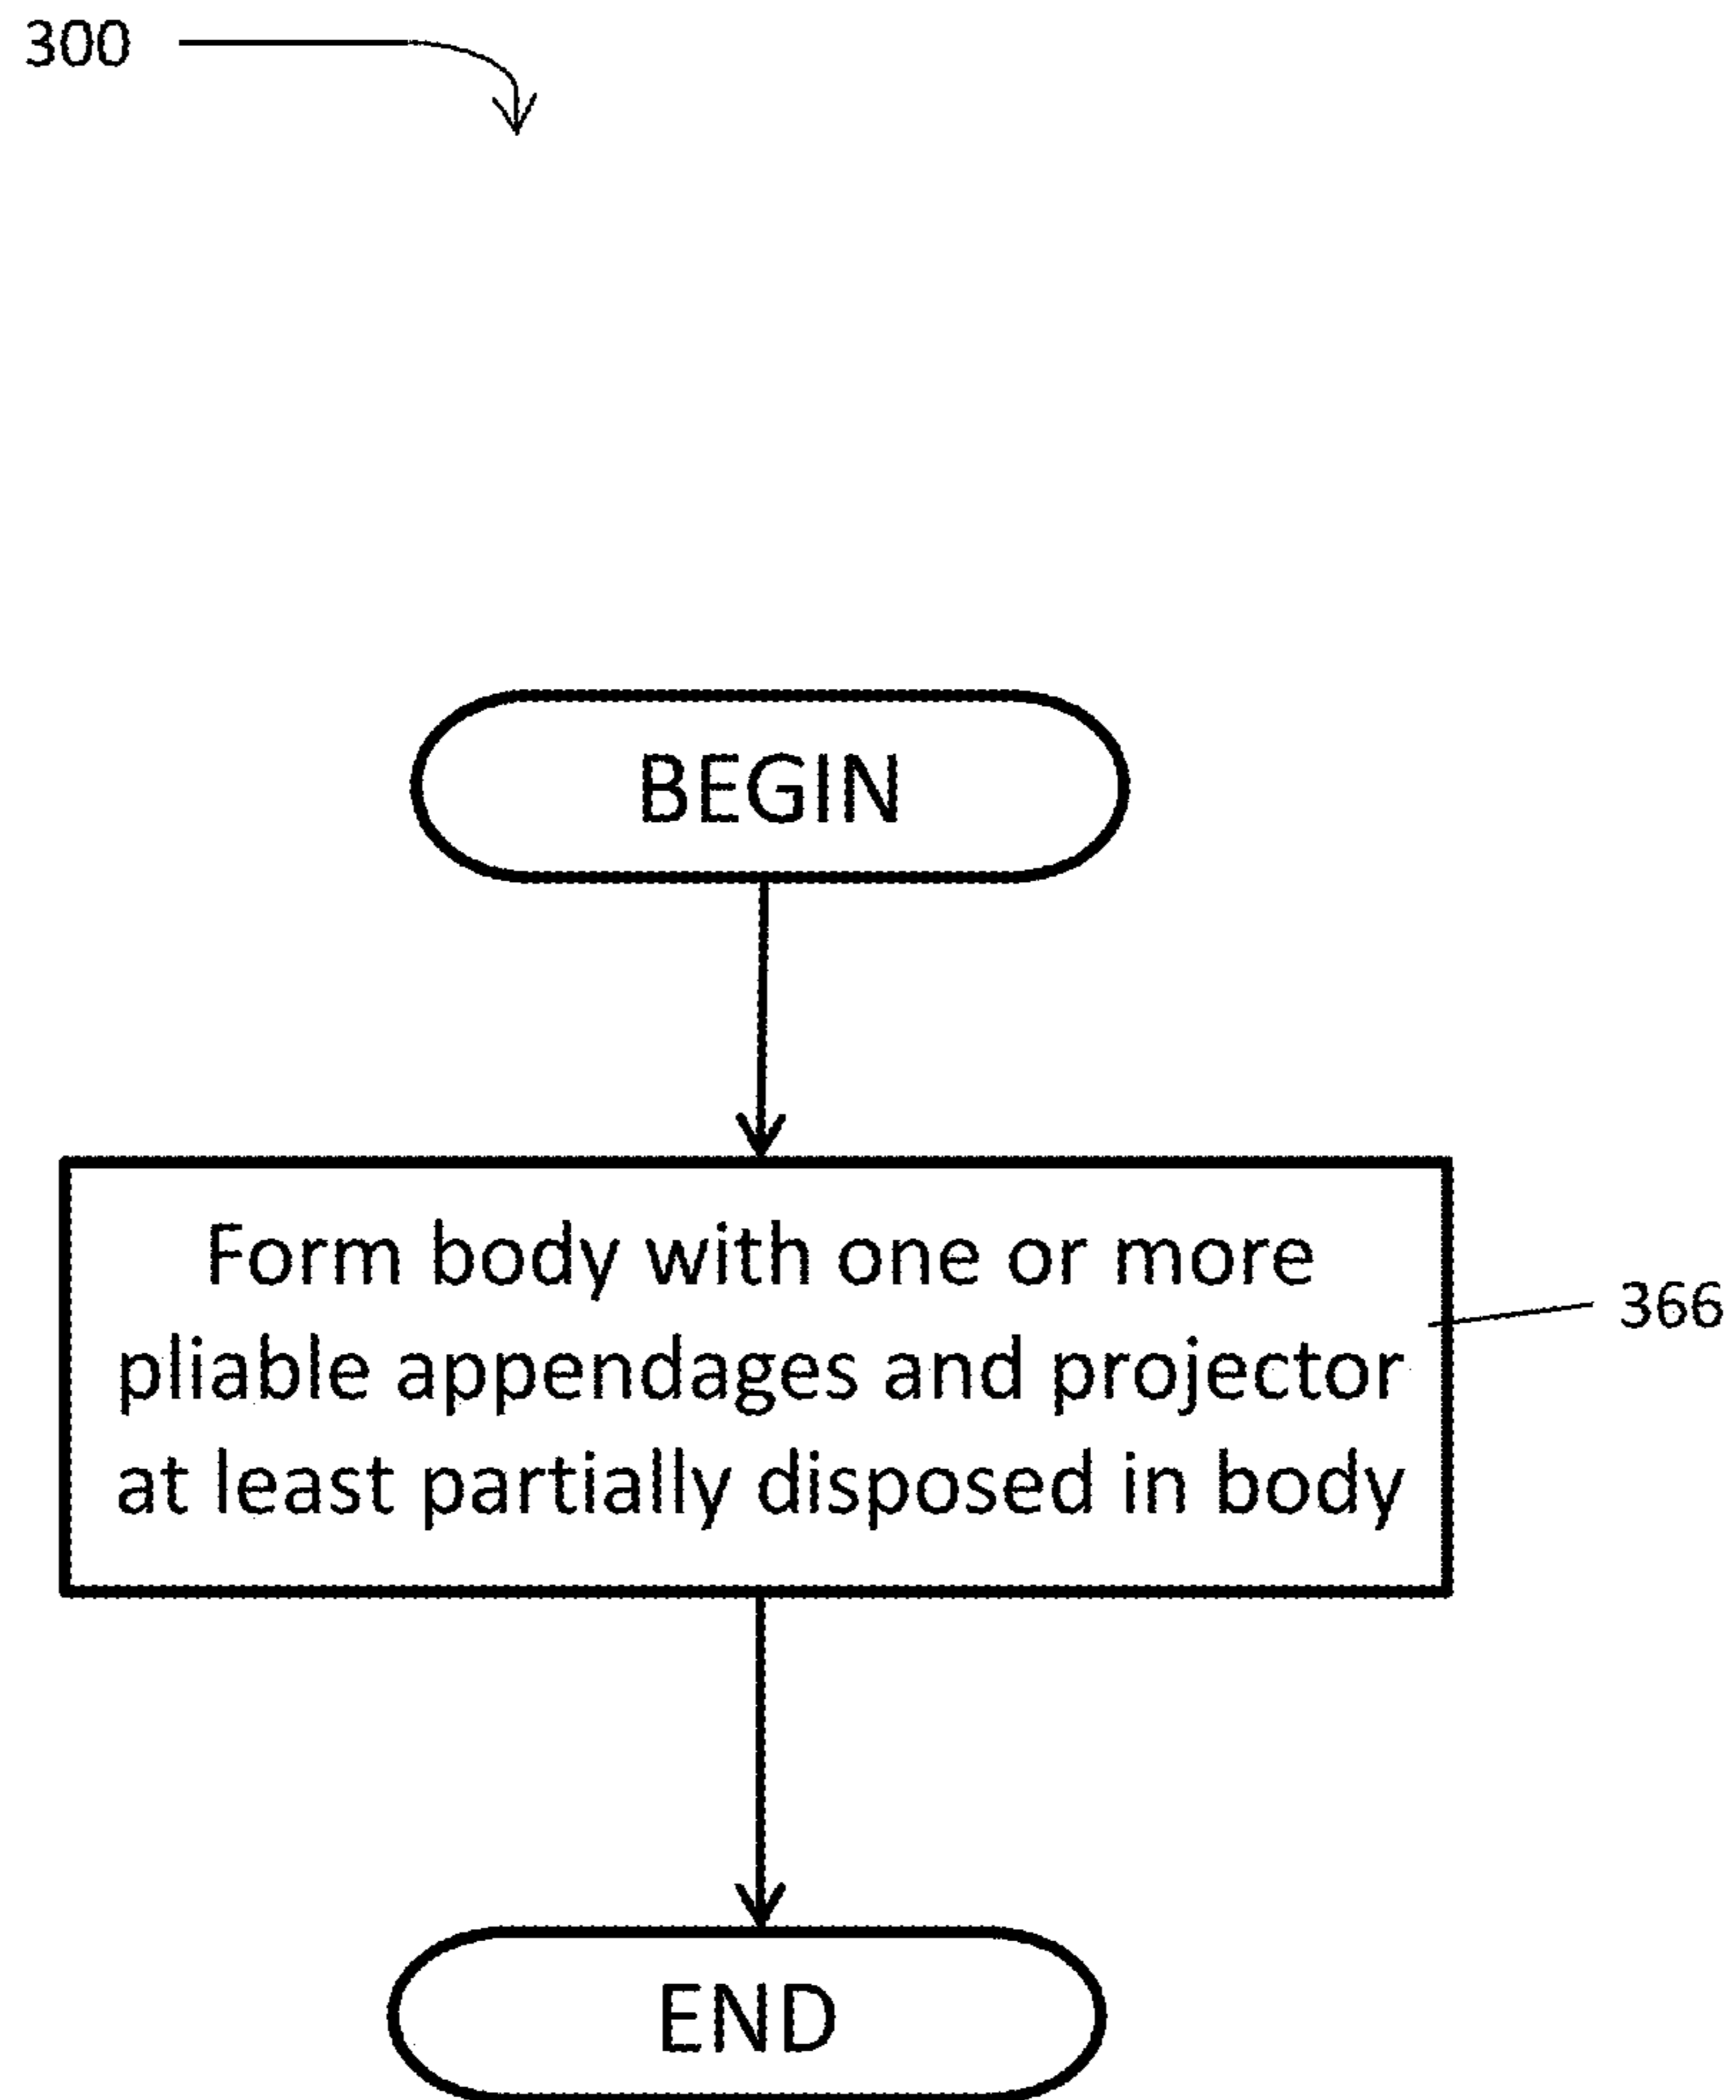 300
BEGIN
Form body with one or more
pliable appendages and projector
at least partially disposed in body
366
END